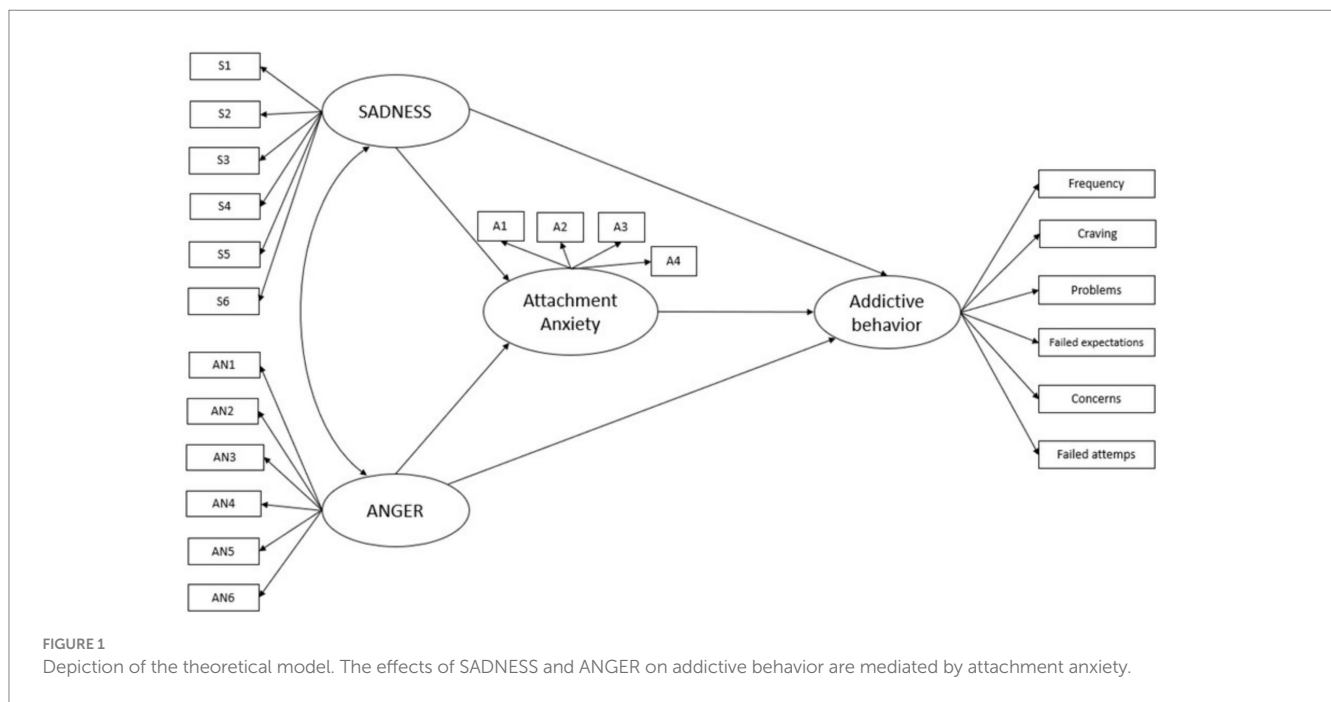 S1
S2
S3
S4
S5
S6
SADNESS
A1
A2
A3
A4
Attachment
Anxiety
Addictive
behavior
Frequency
Craving
Problems
Failed expectations
Concerns
Failed attemps
AN1
AN2
AN3
AN4
AN5
AN6
ANGER
FIGURE 1
Depiction of the theoretical model. The effects of SADNESS and ANGER on addictive behavior are mediated by attachment anxiety.